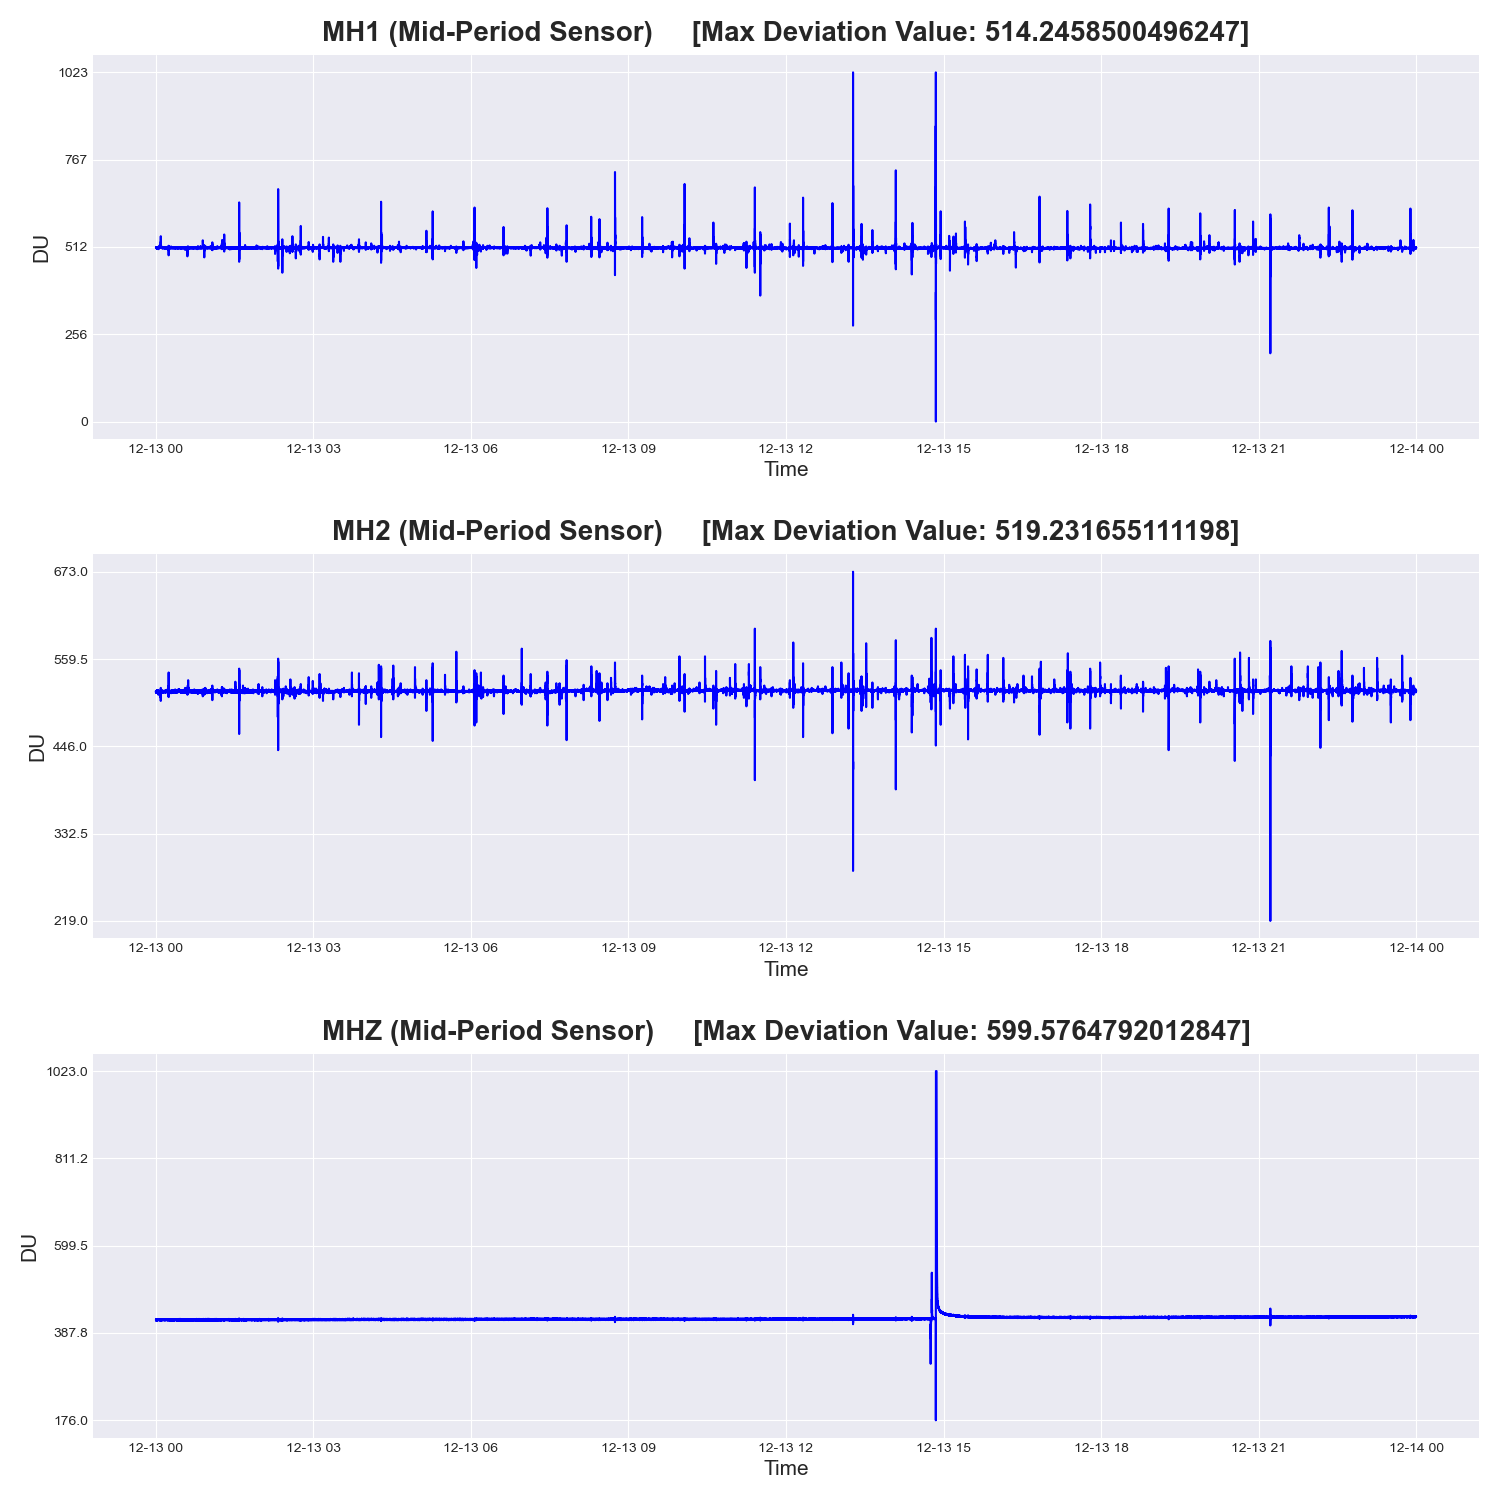 MH1 (Mid-Period Sensor)     [Max Deviation Value: 514.2458500496247]
1023
767
512
256
0
DU
12-13 00 12-13 03 12-13 06 12-13 09 12-13 12 12-13 15 12-13 18 12-13 21 12-14 00
Time
MH2 (Mid-Period Sensor)     [Max Deviation Value: 519.231655111198]
673.0
559.5
446.0
332.5
219.0
DU
12-13 00 12-13 03 12-13 06 12-13 09 12-13 12 12-13 15 12-13 18 12-13 21 12-14 00
Time
MHZ (Mid-Period Sensor)     [Max Deviation Value: 599.5764792012847]
1023.0
811.2
599.5
387.8
176.0
DU
12-13 00 12-13 03 12-13 06 12-13 09 12-13 12 12-13 15 12-13 18 12-13 21 12-14 00
Time